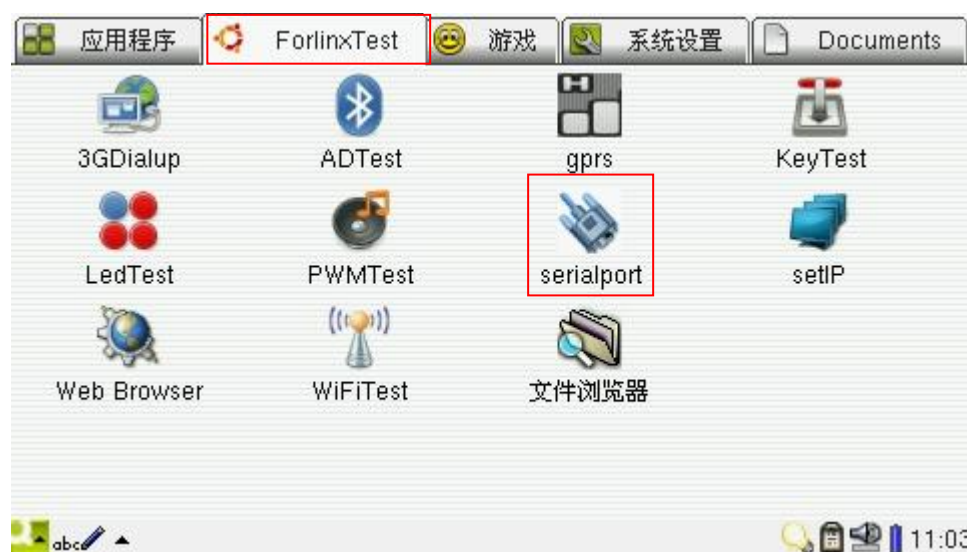 应用程序 ForlinxTest 游戏 系统设置 Documents
3GDialup ADTest gprs KeyTest
LedTest PWMTest serialport setIP
Web Browser WiFiTest 文件浏览器
abc 11:03